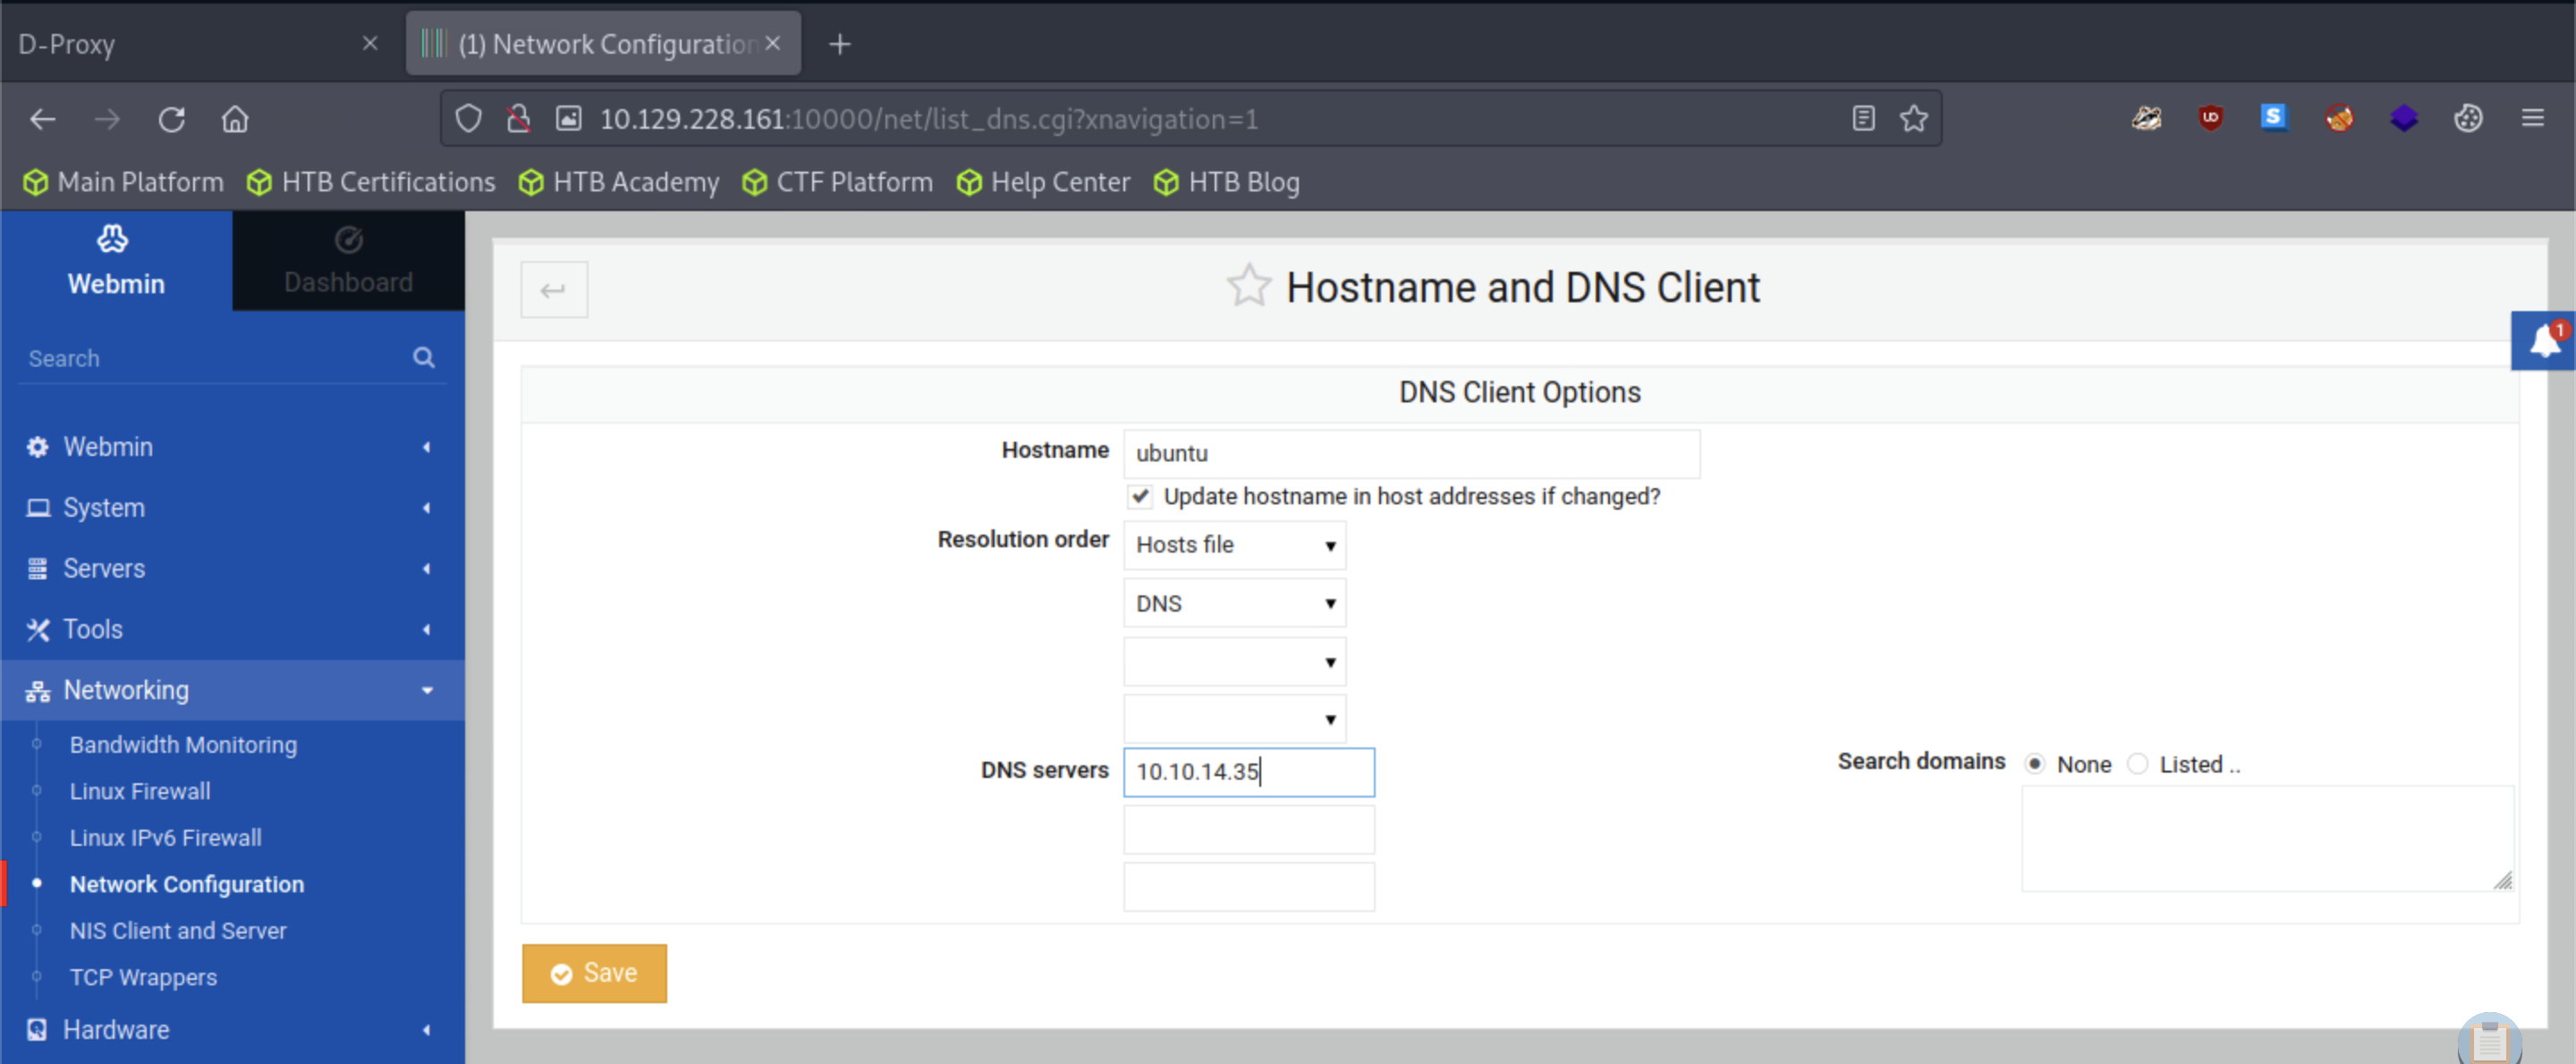 D-Proxy
(1) Network Configuration
10.129.228.161:10000/net/list_dns.cgi?xnavigation=1
Main Platform HTB Certifications HTB Academy CTF Platform Help Center HTB Blog
Webmin
Dashboard
Search
Webmin
System
Servers
Tools
Networking
Bandwidth Monitoring
Linux Firewall
Linux IPv6 Firewall
Network Configuration
NIS Client and Server
TCP Wrappers
Hardware
Hostname and DNS Client
1
DNS Client Options
Hostname ubuntu
Update hostname in host addresses if changed?
Resolution order Hosts file
DNS
DNS servers 10.10.14.35
Search domains None Listed ..
Save